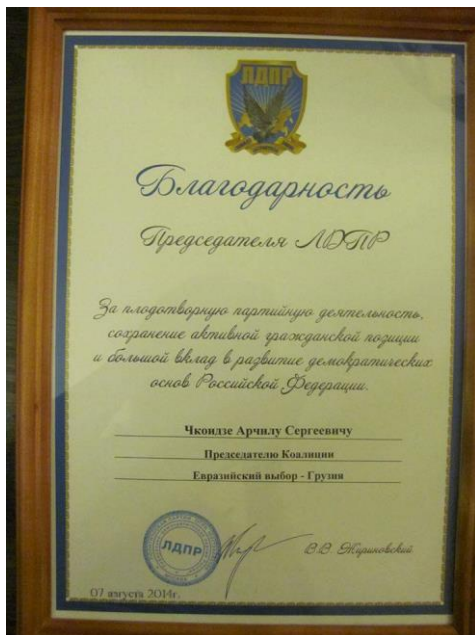 ЛДПР
Благодарность
Председателя ЛДПР
За плодотворную партийную деятельность,
сохранение активной гражданской позиции
и большой вклад в развитие демократических
основ Российской Федерации.
Чкоидзе Арчилу Сергеевичу
Председателю Коалиции
Евразийский выбор - Грузия
ЛДПР
В.В. Жириновский
07 августа 2014г.